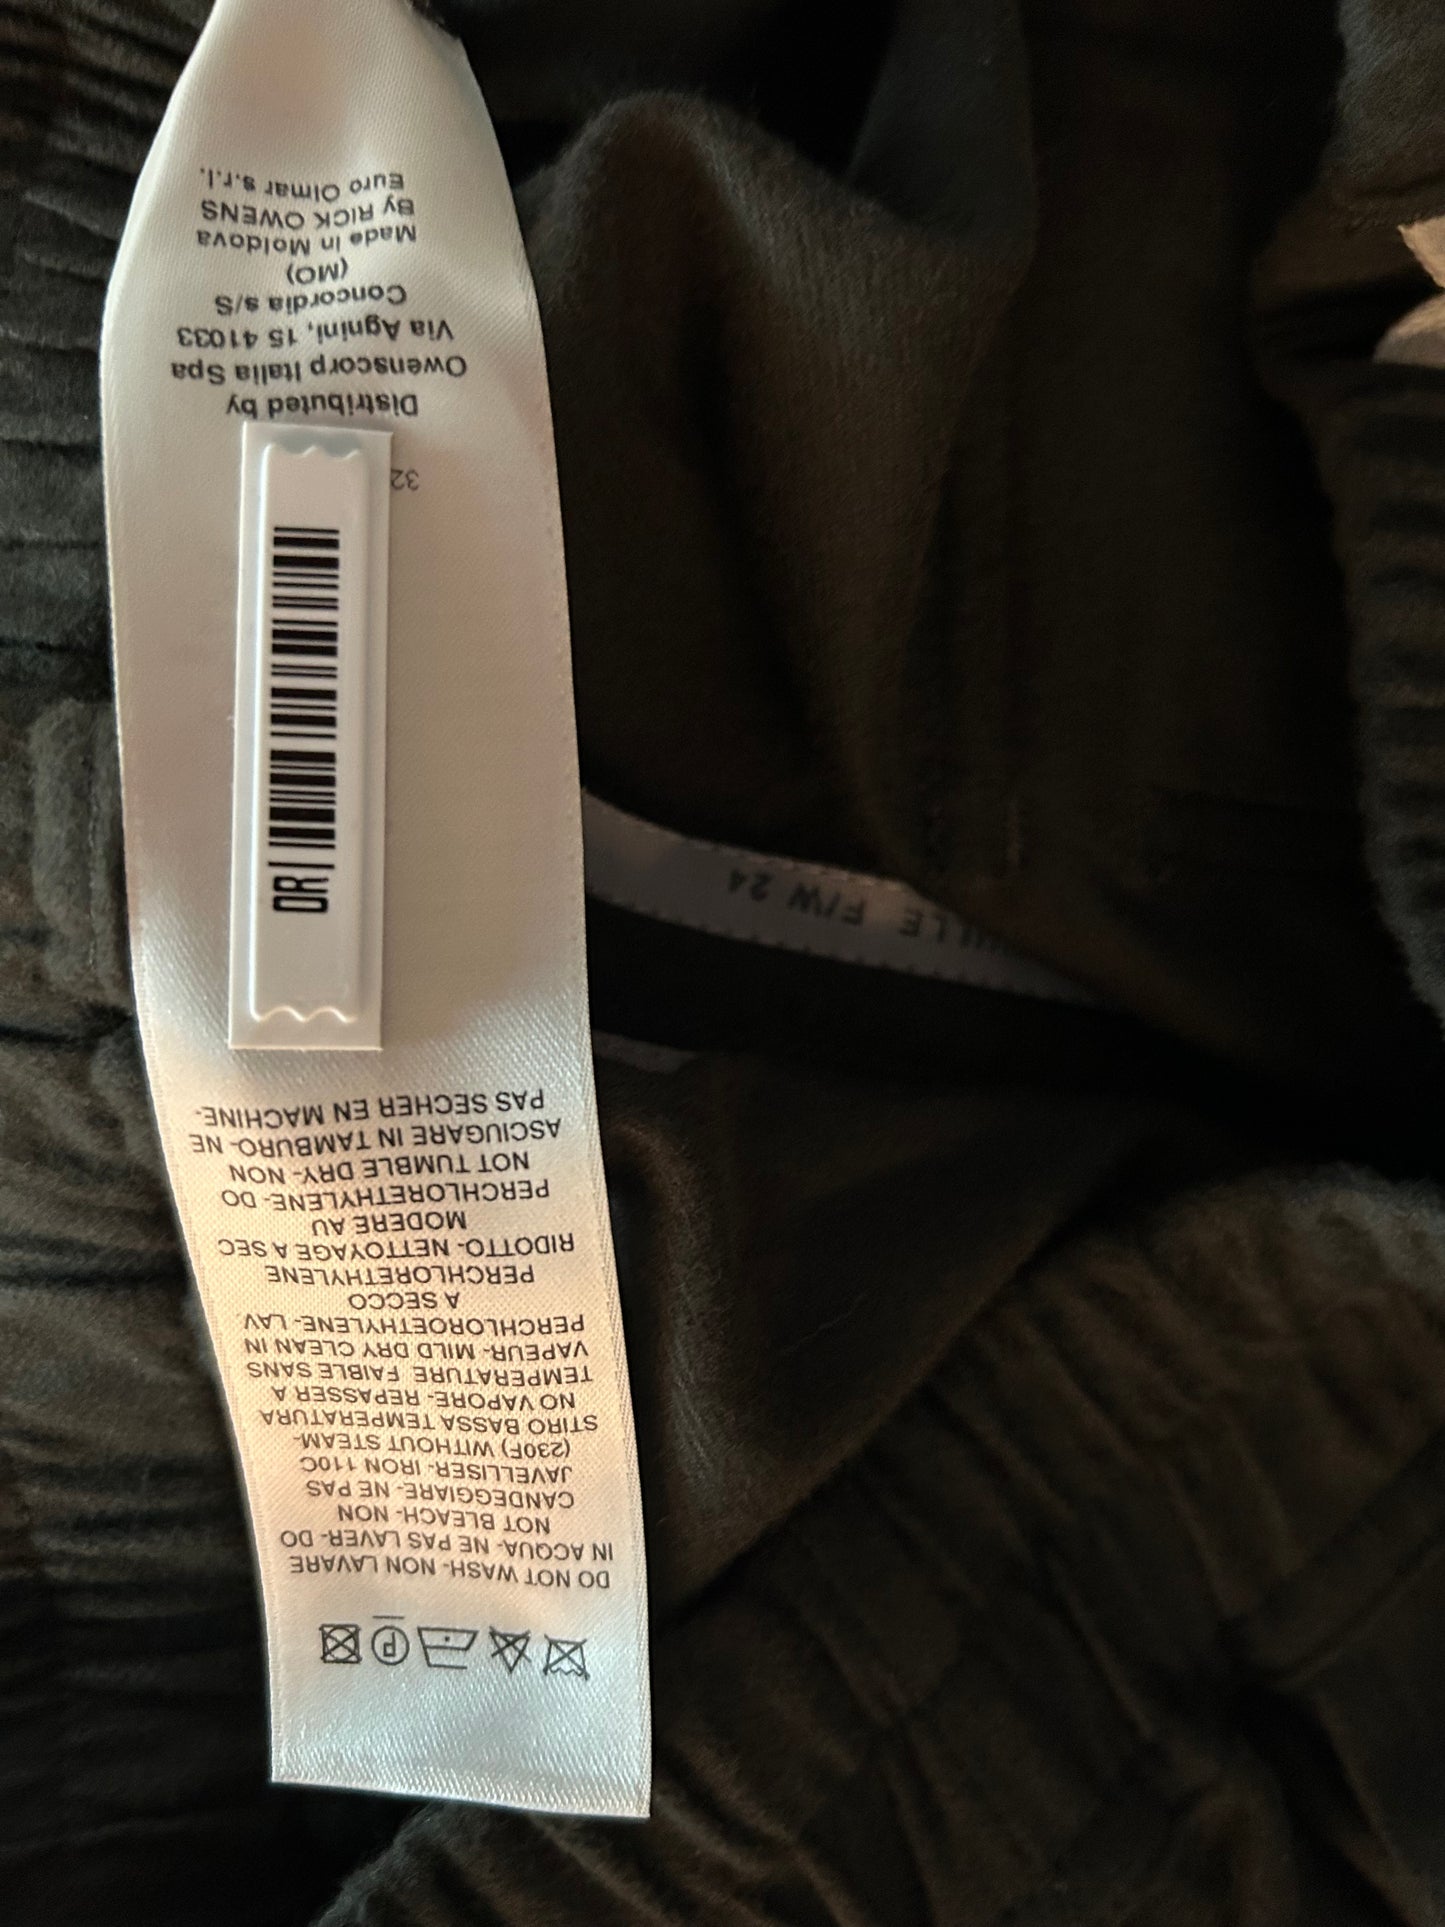 DO NOT WASH- NON LAVARE
IN ACQUA- NE PAS LAVER- DO
NOT BLEACH- NON
CANDEGGIARE- NE PAS
JAVELLISER- IRON 110C
(230F) WITHOUT STEAM-
STIRO BASSA TEMPERATURA
NO VAPORE- REPASSER A
TEMPERATURE FAIBLE SANS
VAPEUR- MILD DRY CLEAN IN
PERCHLOROETHYLENE- LAV.
A SECCO
PERCHLORETHYLENE
RIDOTTO- NETTOYAGE A SEC
MODERE AU
PERCHLORETHYLENE- DO
NOT TUMBLE DRY- NON
ASCIUGARE IN TAMBURO- NE
PAS SECHER EN MACHINE-
DR
32
Distributed by
Owenscorp Italia Spa
Via Agnini, 15 41033
Concordia s/S
(MO)
Made in Moldova
By RICK OWENS
Euro Olmar s.r.l.
F/W 24